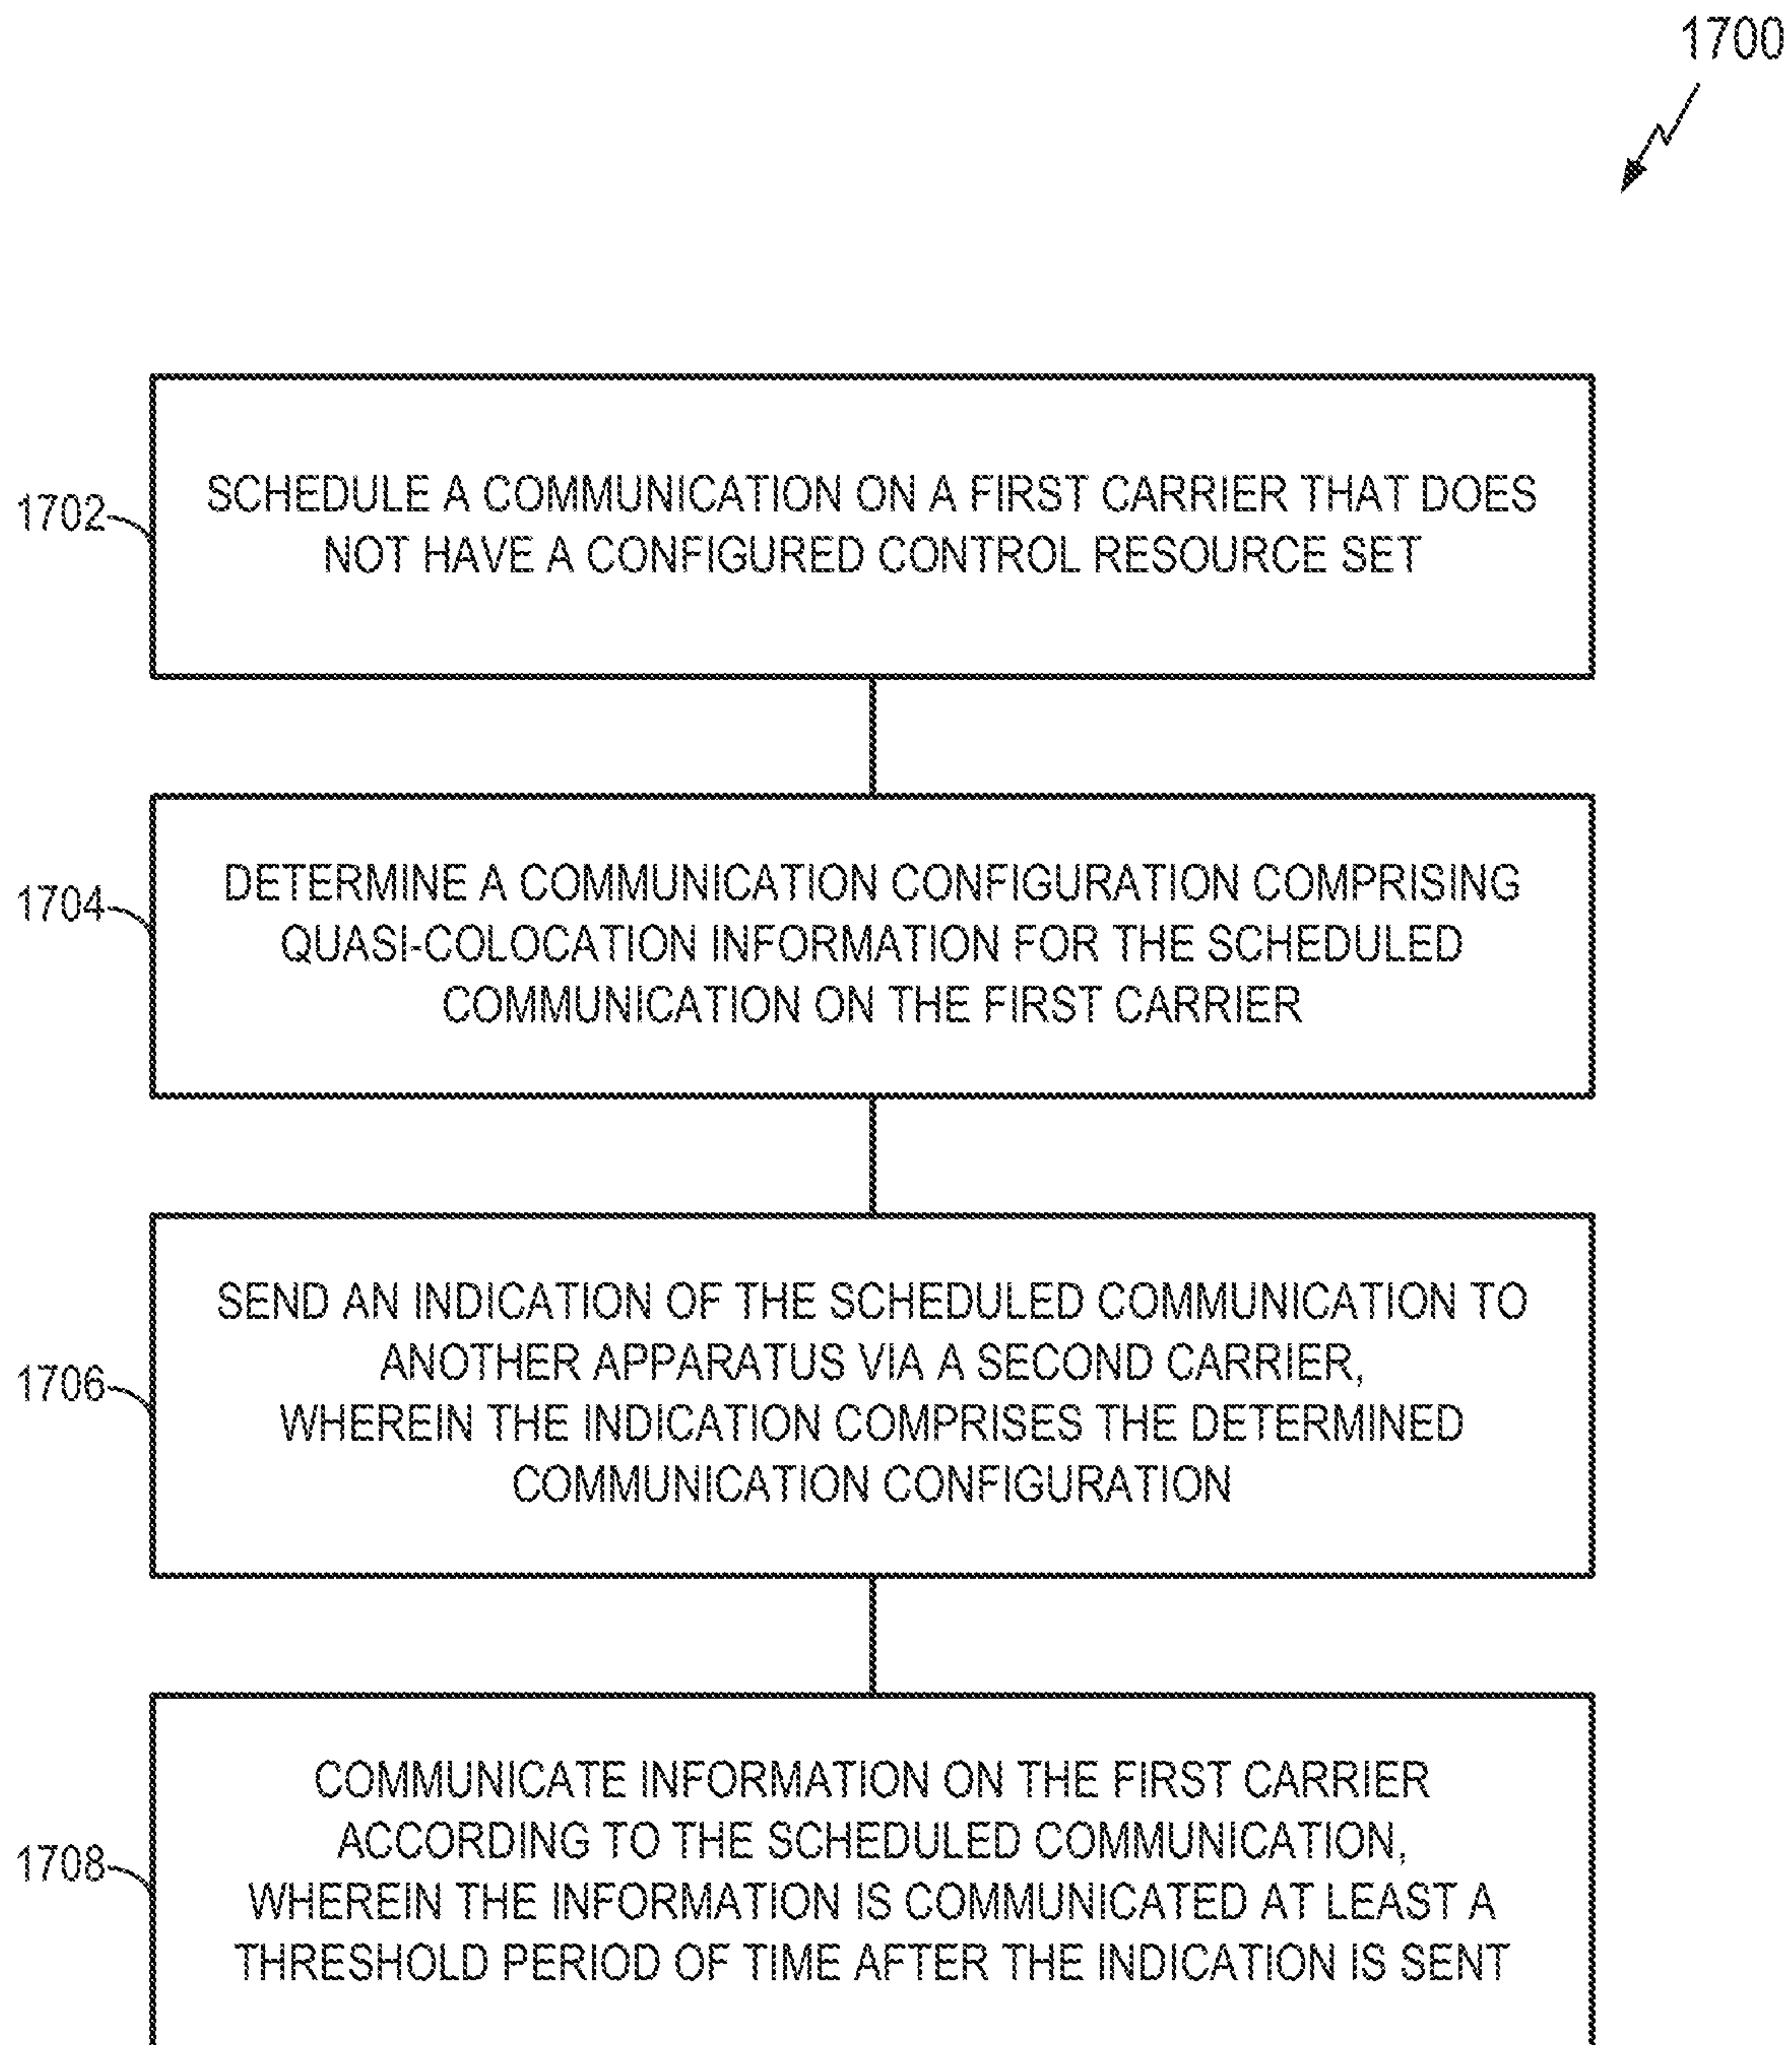 1700
1702
SCHEDULE A COMMUNICATION ON A FIRST CARRIER THAT DOES
NOT HAVE A CONFIGURED CONTROL RESOURCE SET
1704
DETERMINE A COMMUNICATION CONFIGURATION COMPRISING
QUASI-COLOCATION INFORMATION FOR THE SCHEDULED
COMMUNICATION ON THE FIRST CARRIER
1706
SEND AN INDICATION OF THE SCHEDULED COMMUNICATION TO
ANOTHER APPARATUS VIA A SECOND CARRIER,
WHEREIN THE INDICATION COMPRISES THE DETERMINED
COMMUNICATION CONFIGURATION
1708
COMMUNICATE INFORMATION ON THE FIRST CARRIER
ACCORDING TO THE SCHEDULED COMMUNICATION,
WHEREIN THE INFORMATION IS COMMUNICATED AT LEAST A
THRESHOLD PERIOD OF TIME AFTER THE INDICATION IS SENT